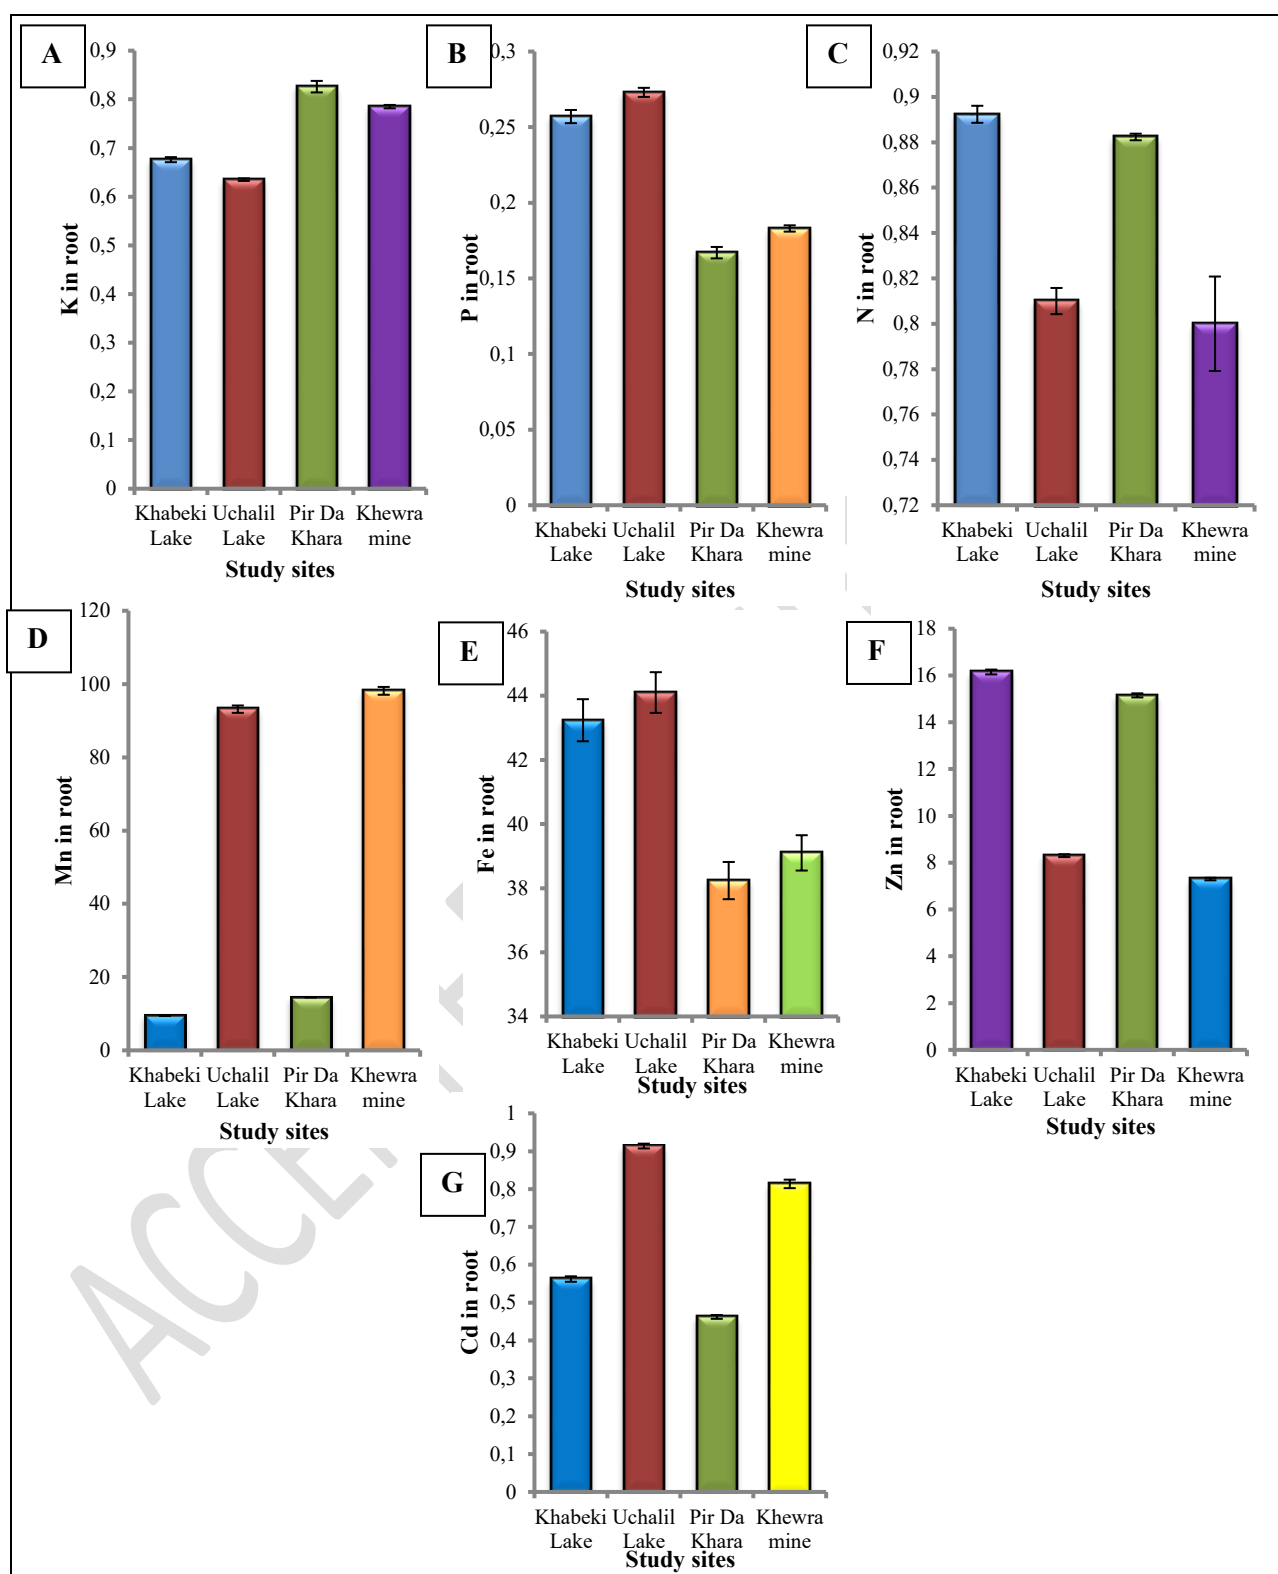 A
0,9
0,8
0,7
0,6
0,5
0,4
0,3
0,2
0,1
0
K in root
Khabeki Lake
Uchalil Lake
Pir Da Khara
Khewra mine
Study sites
B
0,3
0,25
0,2
0,15
0,1
0,05
0
P in root
Khabeki Lake
Uchalil Lake
Pir Da Khara
Khewra mine
Study sites
C
0,92
0,9
0,88
0,86
0,84
0,82
0,8
0,78
0,76
0,74
0,72
N in root
Khabeki Lake
Uchalil Lake
Pir Da Khara
Khewra mine
Study sites
D
120
100
80
60
40
20
0
Mn in root
Khabeki Lake
Uchalil Lake
Pir Da Khara
Khewra mine
Study sites
E
46
44
42
40
38
36
34
Fe in root
Khabeki Lake
Uchalil Lake
Pir Da Khara
Khewra mine
Study sites
F
18
16
14
12
10
8
6
4
2
0
Zn in root
Khabeki Lake
Uchalil Lake
Pir Da Khara
Khewra mine
Study sites
G
1
0,9
0,8
0,7
0,6
0,5
0,4
0,3
0,2
0,1
0
Cd in root
Khabeki Lake
Uchalil Lake
Pir Da Khara
Khewra mine
Study sites